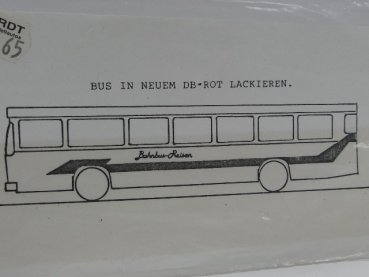 RDT
65
BUS IN NEUEM DB-ROT LACKIEREN.
Bahnbus-Reisen